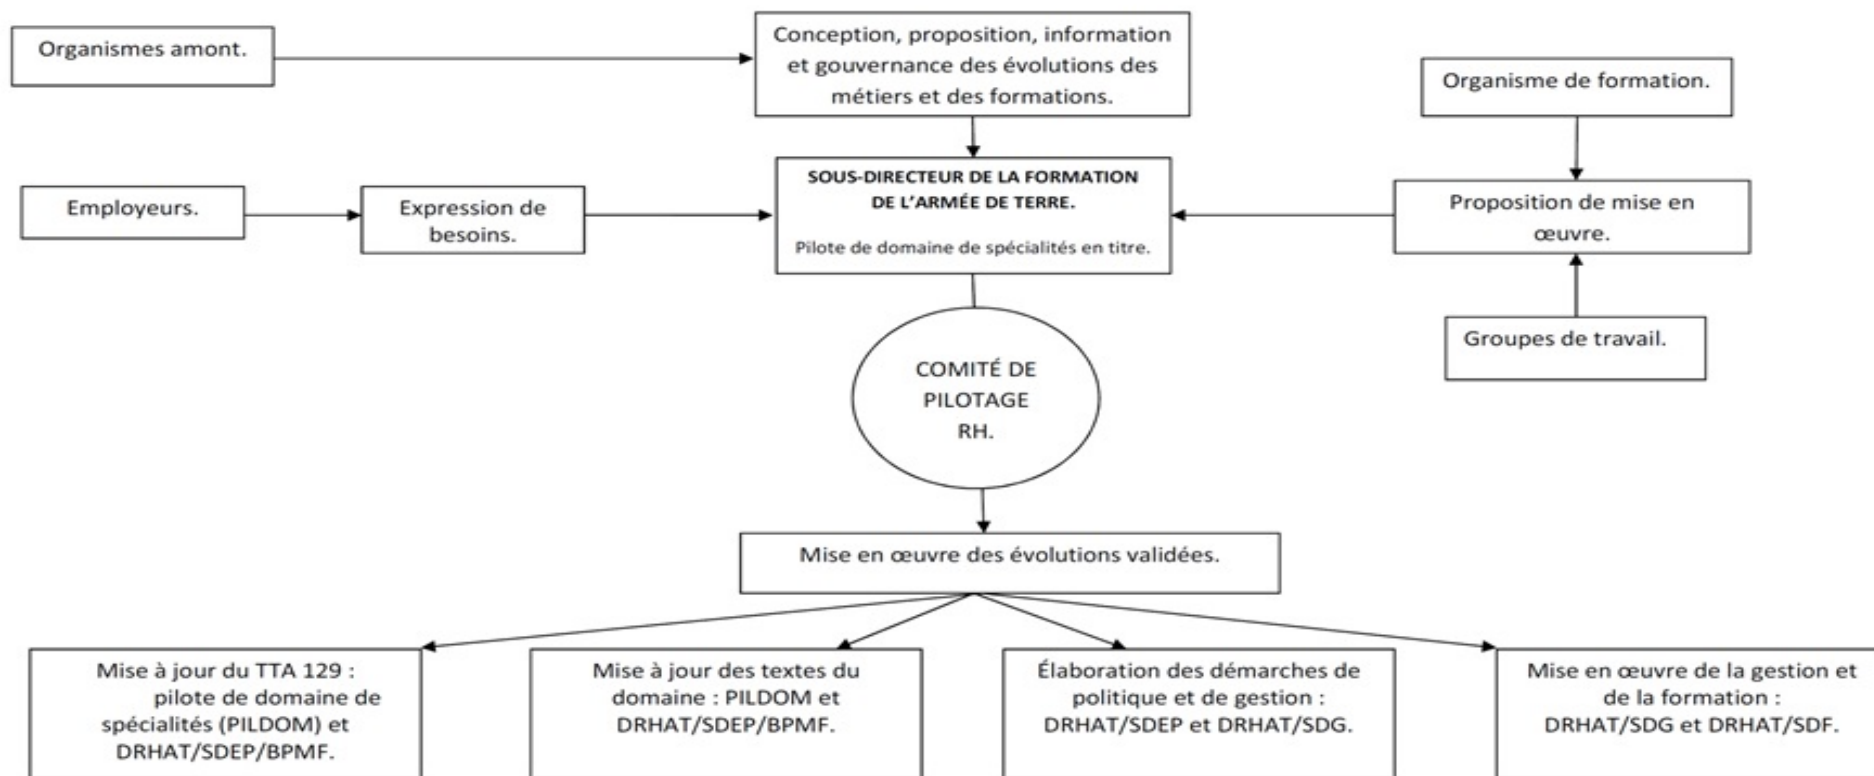 Organismes amont.
Conception, proposition, information
et gouvernance des évolutions des
métiers et des formations.
Organisme de formation.
Employeurs.
Expression de
besoins.
SOUS-DIRECTEUR DE LA FORMATION
DE L'ARMÉE DE TERRE.
Pilote de domaine de spécialités en titre.
Proposition de mise en
œuvre.
Groupes de travail.
COMITÉ DE
PILOTAGE
RH.
Mise en œuvre des évolutions validées.
Mise à jour du TTA 129 :
pilote de domaine de
spécialités (PILDOM) et
DRHAT/SDEP/BPMF.
Mise à jour des textes du
domaine : PILDOM et
DRHAT/SDEP/BPMF.
Élaboration des démarches de
politique et de gestion :
DRHAT/SDEP et DRHAT/SDG.
Mise en œuvre de la gestion et
de la formation :
DRHAT/SDG et DRHAT/SDF.